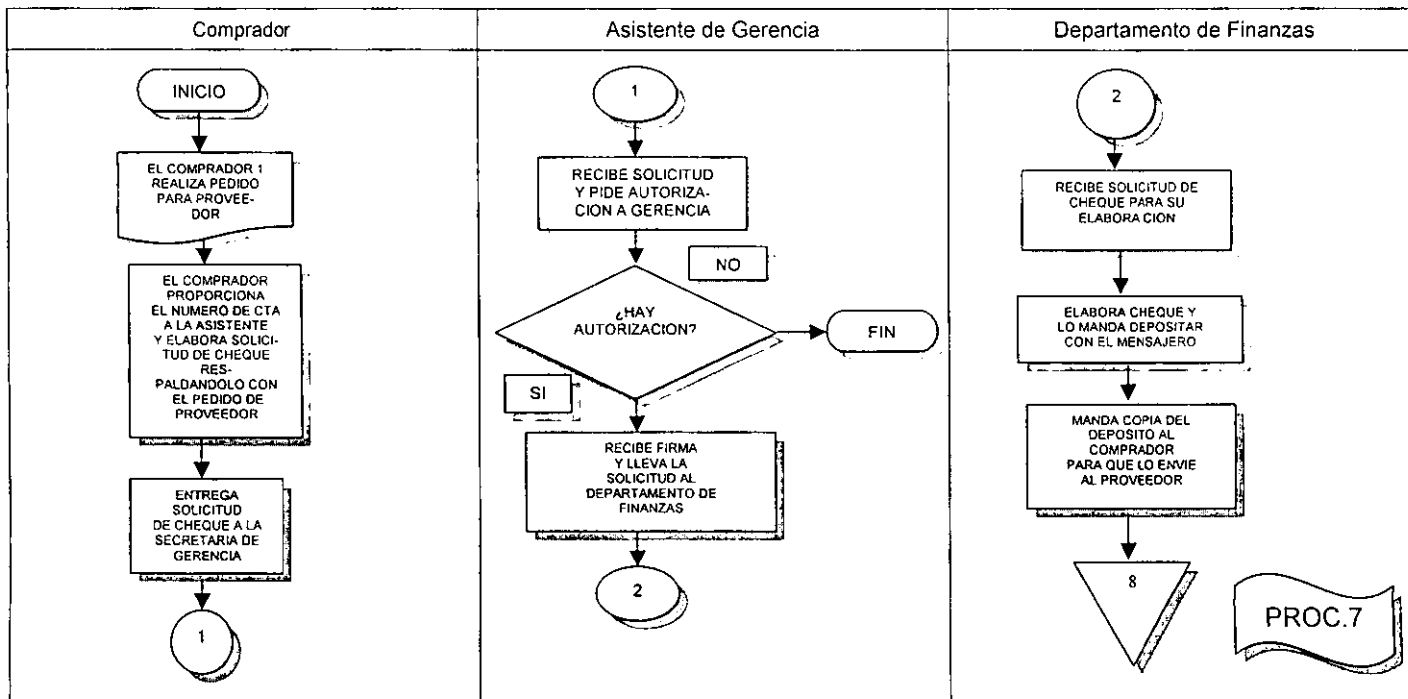 Comprador
INICIO
EL COMPRADOR 1
REALIZA PEDIDO
PARA PROVEE-
DOR
EL COMPRADOR
PROPORCIONA
EL NUMERO DE CTA
A LA ASISTENTE
Y ELABORA SOLICI-
TUD DE CHEQUE
RES-
PALDANDOLO CON
EL PEDIDO DE
PROVEEDOR
ENTREGA
SOLICITUD
DE CHEQUE A LA
SECRETARIA DE
GERENCIA
1
Asistente de Gerencia
1
RECIBE SOLICITUD
Y PIDE AUTORIZA-
CION A GERENCIA
NO
¿HAY
AUTORIZACION?
FIN
SI
RECIBE FIRMA
Y LLEVA LA
SOLICITUD AL
DEPARTAMENTO DE
FINANZAS
2
Departamento de Finanzas
2
RECIBE SOLICITUD DE
CHEQUE PARA SU
ELABORACION
ELABORA CHEQUE Y
LO MANDA DEPOSITAR
CON EL MENSAJERO
MANDA COPIA DEL
DEPOSITO AL
COMPRADOR
PARA QUE LO ENVIE
AL PROVEEDOR
8
PROC.7